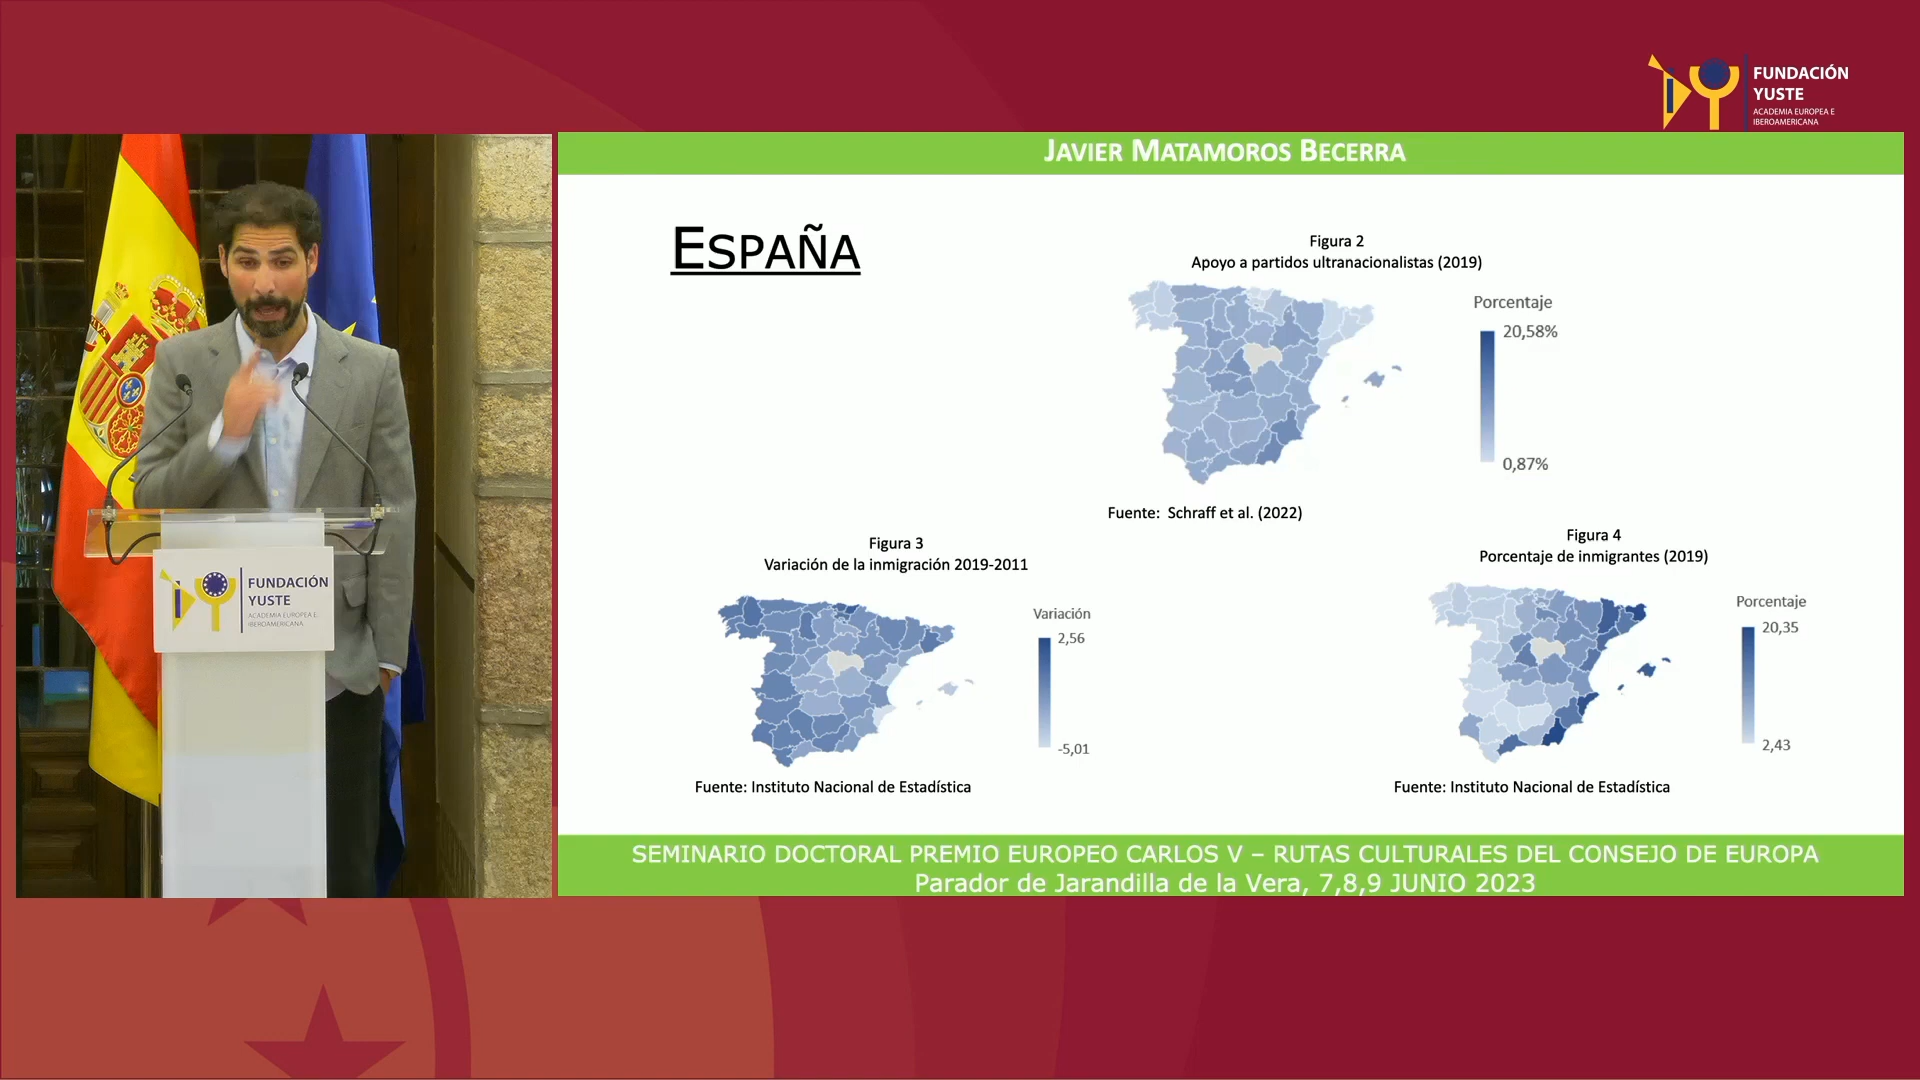 FUNDACIÓN
YUSTE
ACADEMIA EUROPEA E
IBEROAMERICANA
JAVIER MATAMOROS BECERRA
ESPAÑA
Figura 2
Apoyo a partidos ultranacionalistas (2019)
Porcentaje
20,58%
0,87%
Fuente: Schraff et al. (2022)
Figura 3
Variación de la inmigración 2019-2011
Variación
2,56
-5,01
Fuente: Instituto Nacional de Estadística
Figura 4
Porcentaje de inmigrantes (2019)
Porcentaje
20,35
2,43
Fuente: Instituto Nacional de Estadística
FUNDACIÓN
YUSTE
ACADEMIA EUROPEA E
IBEROAMERICANA
SEMINARIO DOCTORAL PREMIO EUROPEO CARLOS V – RUTAS CULTURALES DEL CONSEJO DE EUROPA
Parador de Jarandilla de la Vera, 7,8,9 JUNIO 2023